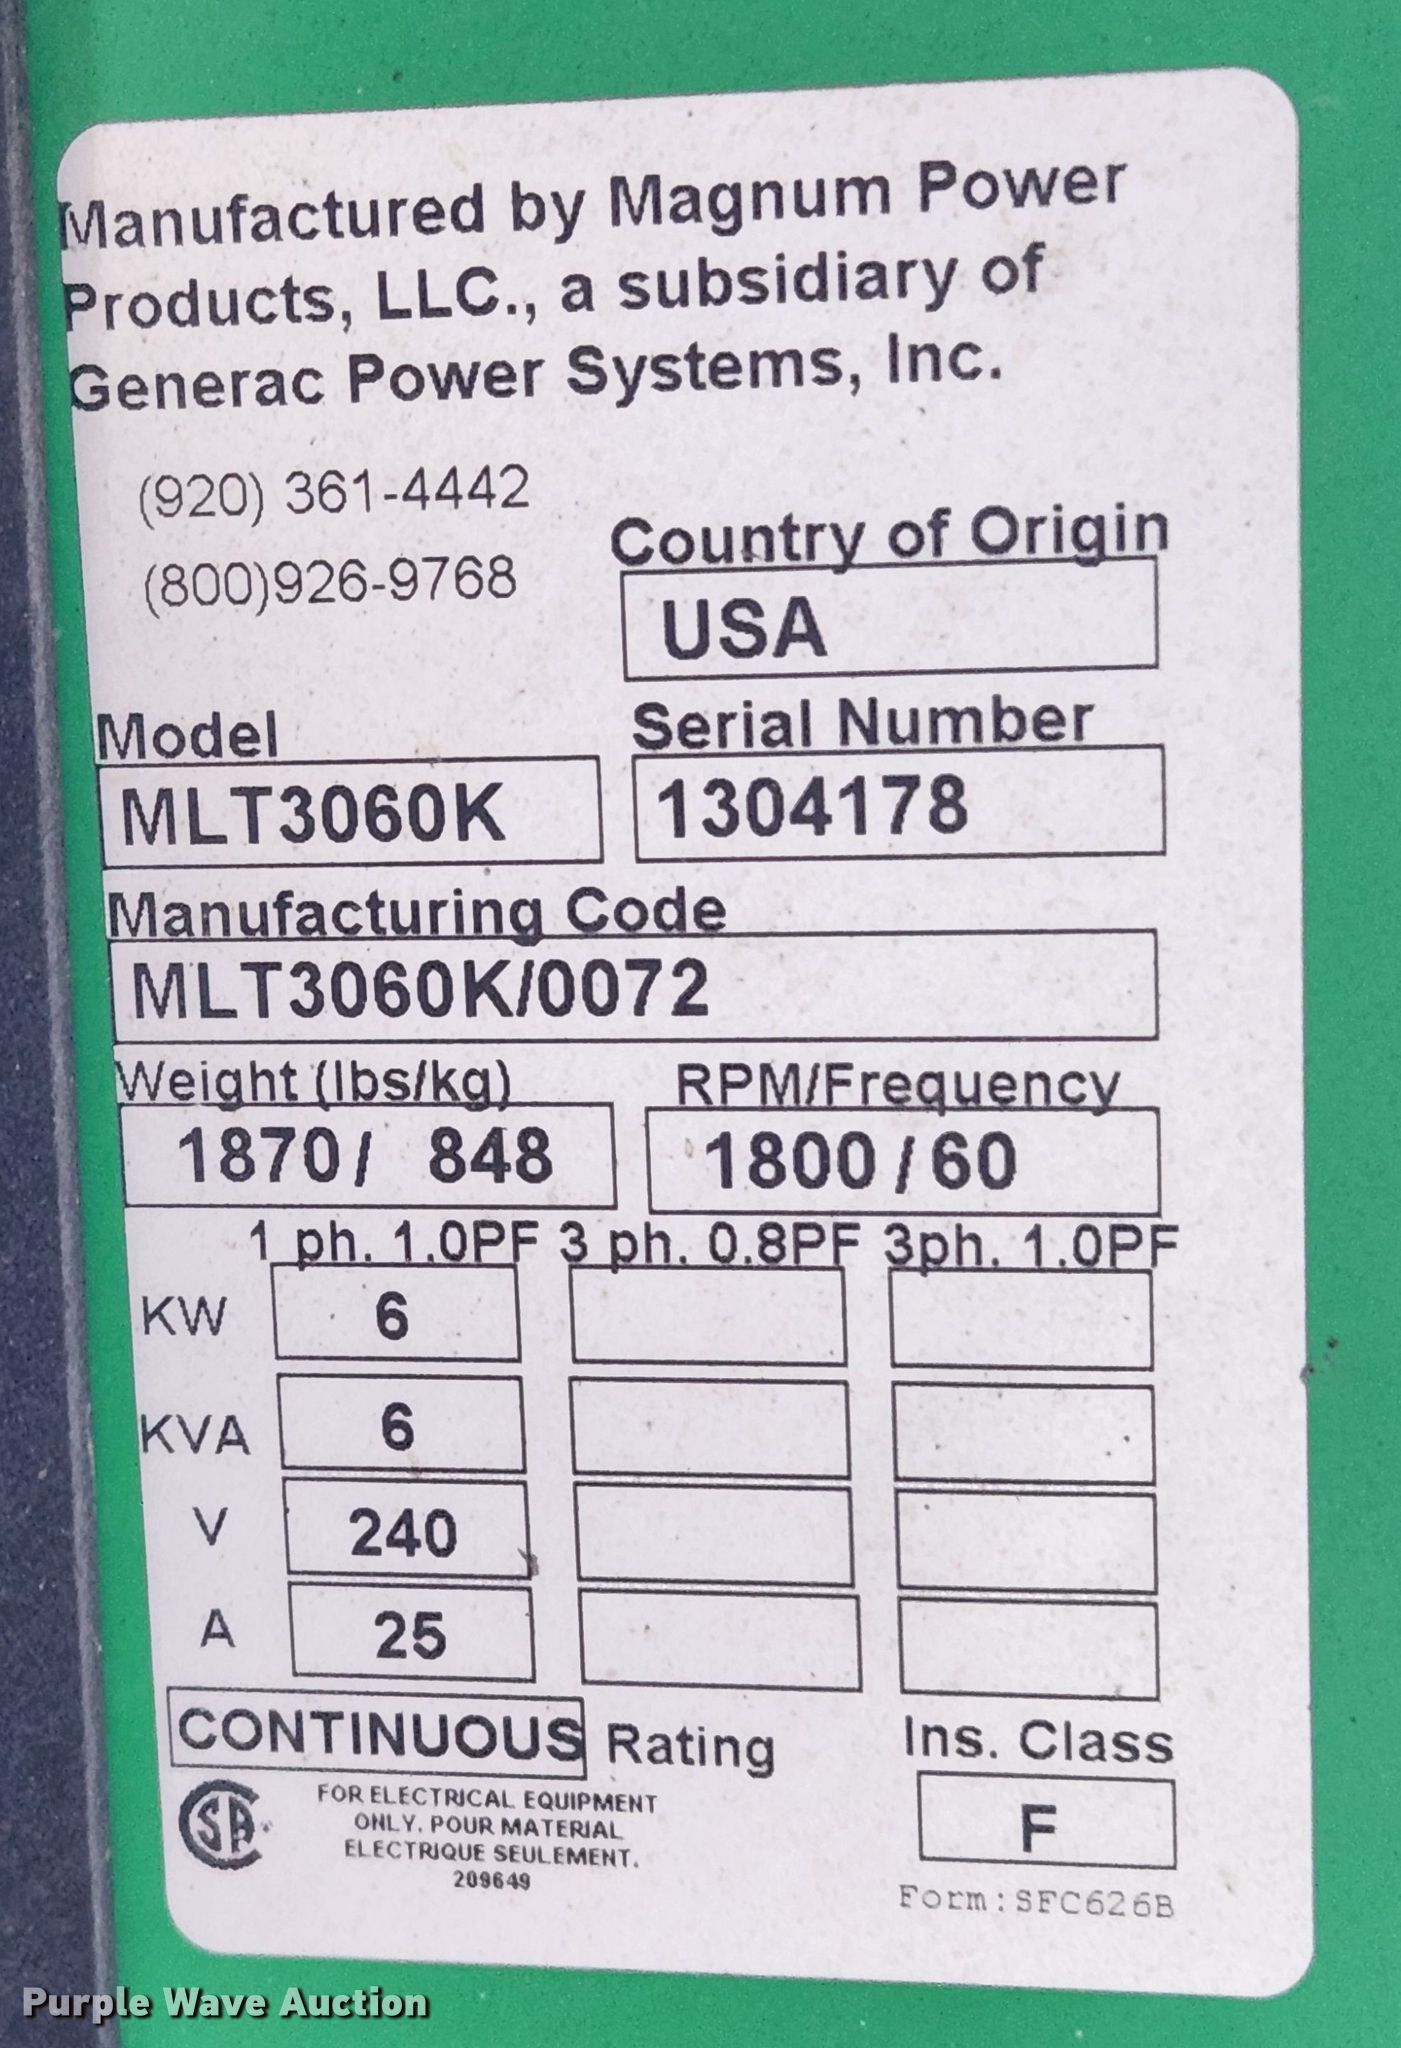 Manufactured by Magnum Power
Products, LLC., a subsidiary of
Generac Power Systems, Inc.
(920) 361-4442
(800)926-9768
Country of Origin
USA
Model
Serial Number
MLT3060K
1304178
Manufacturing Code
MLT3060K/0072
Weight (lbs/kg)
RPM/Frequency
1870/ 848
1800/60
1 ph. 1.0PF 3 ph. 0.8PF 3ph. 1.0PF
KW 6
KVA 6
V 240
A 25
CONTINUOUS Rating
Ins. Class
F
SA
FOR ELECTRICAL EQUIPMENT
ONLY. POUR MATERIAL
ELECTRIQUE SEULEMENT.
209649
Form:SFC626B
Purple Wave Auction